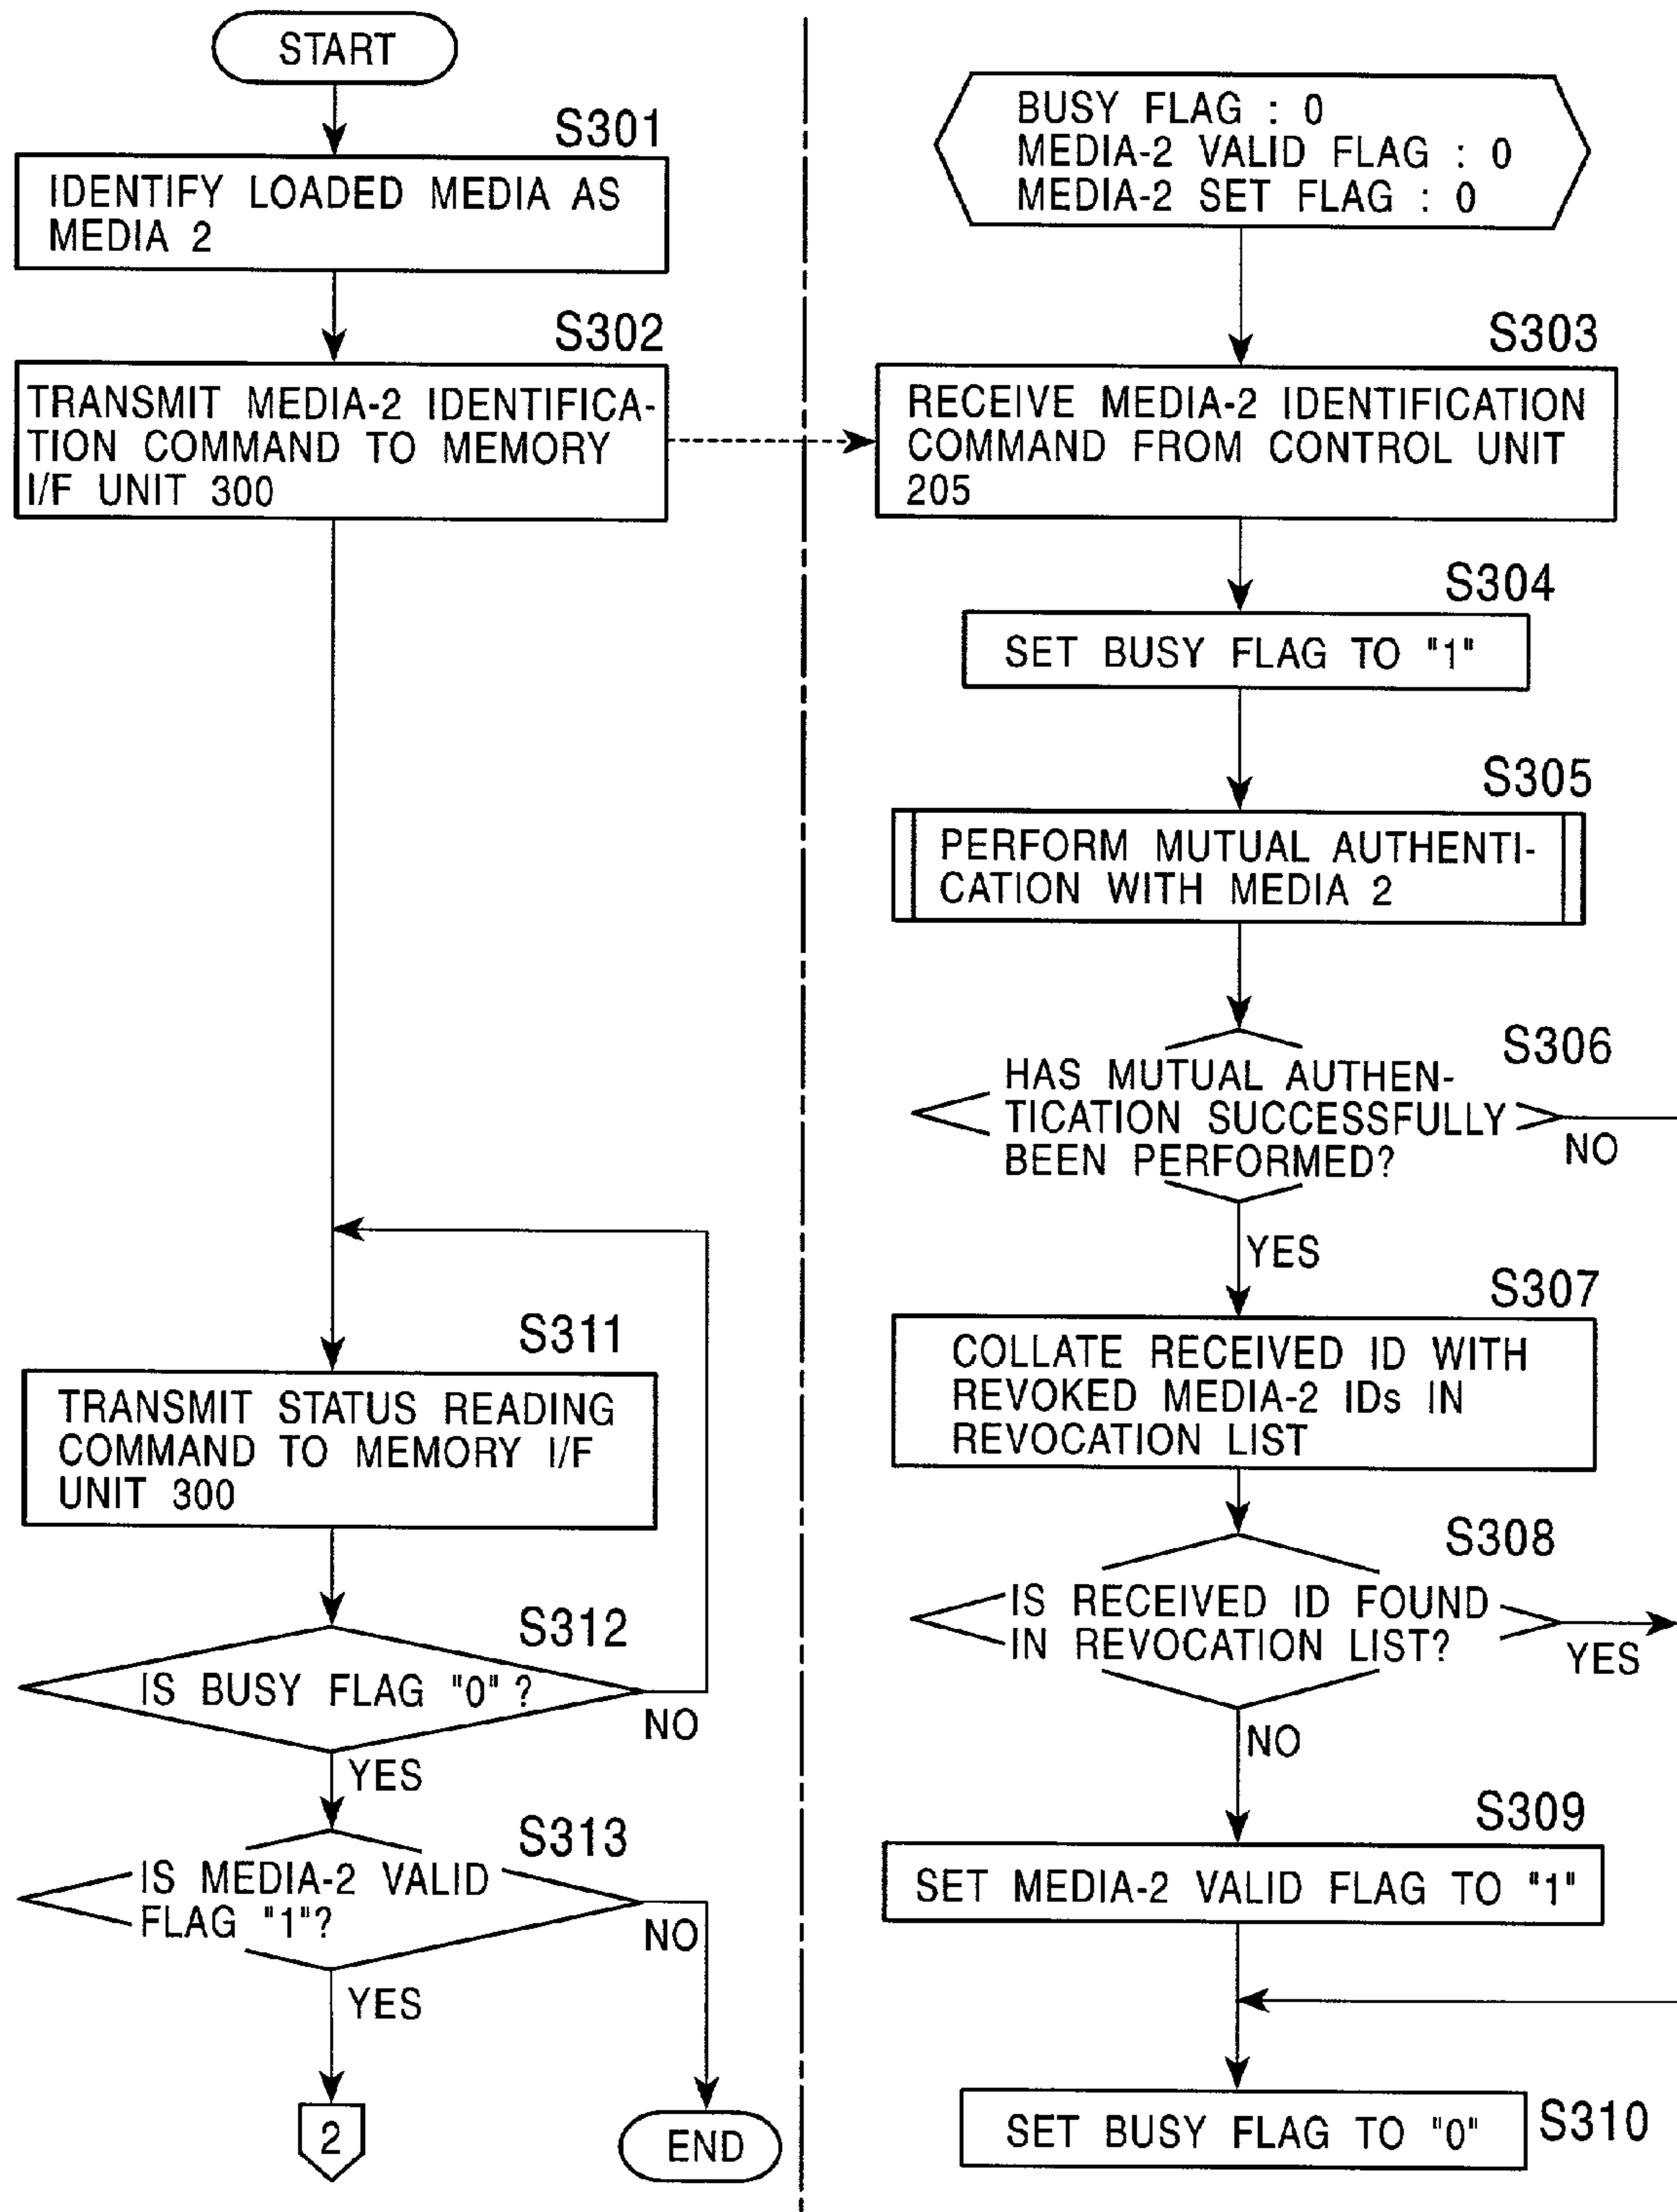 START
S301
IDENTIFY LOADED MEDIA AS
MEDIA 2
S302
TRANSMIT MEDIA-2 IDENTIFICA-
TION COMMAND TO MEMORY
I/F UNIT 300
S311
TRANSMIT STATUS READING
COMMAND TO MEMORY I/F
UNIT 300
S312
IS BUSY FLAG "0" ?
NO
YES
S313
IS MEDIA-2 VALID
FLAG "1"?
NO
YES
2
END
BUSY FLAG : 0
MEDIA-2 VALID FLAG : 0
MEDIA-2 SET FLAG : 0
S303
RECEIVE MEDIA-2 IDENTIFICATION
COMMAND FROM CONTROL UNIT
205
S304
SET BUSY FLAG TO "1"
S305
PERFORM MUTUAL AUTHENTI-
CATION WITH MEDIA 2
S306
HAS MUTUAL AUTHEN-
TICATION SUCCESSFULLY
BEEN PERFORMED?
NO
YES
S307
COLLATE RECEIVED ID WITH
REVOKED MEDIA-2 IDs IN
REVOCATION LIST
S308
IS RECEIVED ID FOUND
IN REVOCATION LIST?
YES
NO
S309
SET MEDIA-2 VALID FLAG TO "1"
SET BUSY FLAG TO "0"
S310